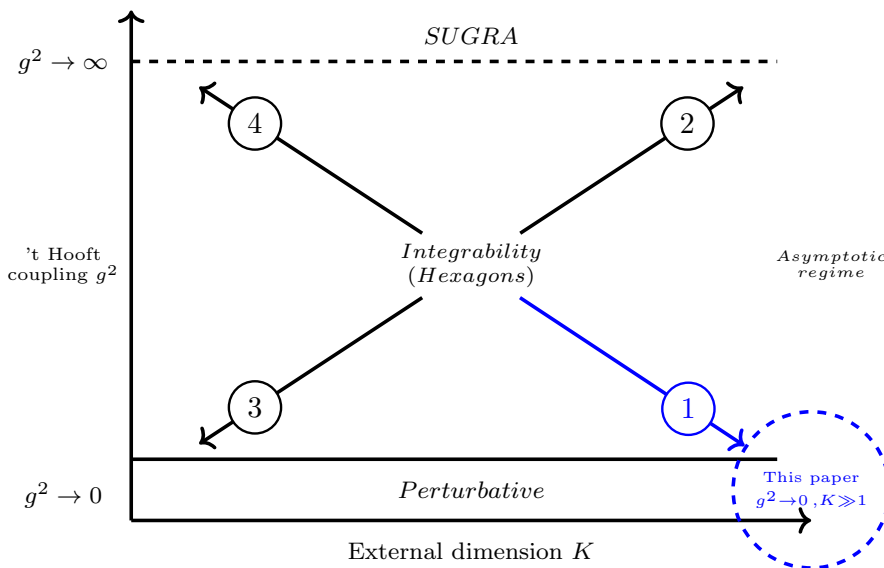 SUGRA
g² → ∞
4
2
't Hooft
coupling g²
Integrability
(Hexagons)
Asymptotic
regime
3
1
g² → 0
Perturbative
This paper
g²→0 ,K≫1
External dimension K